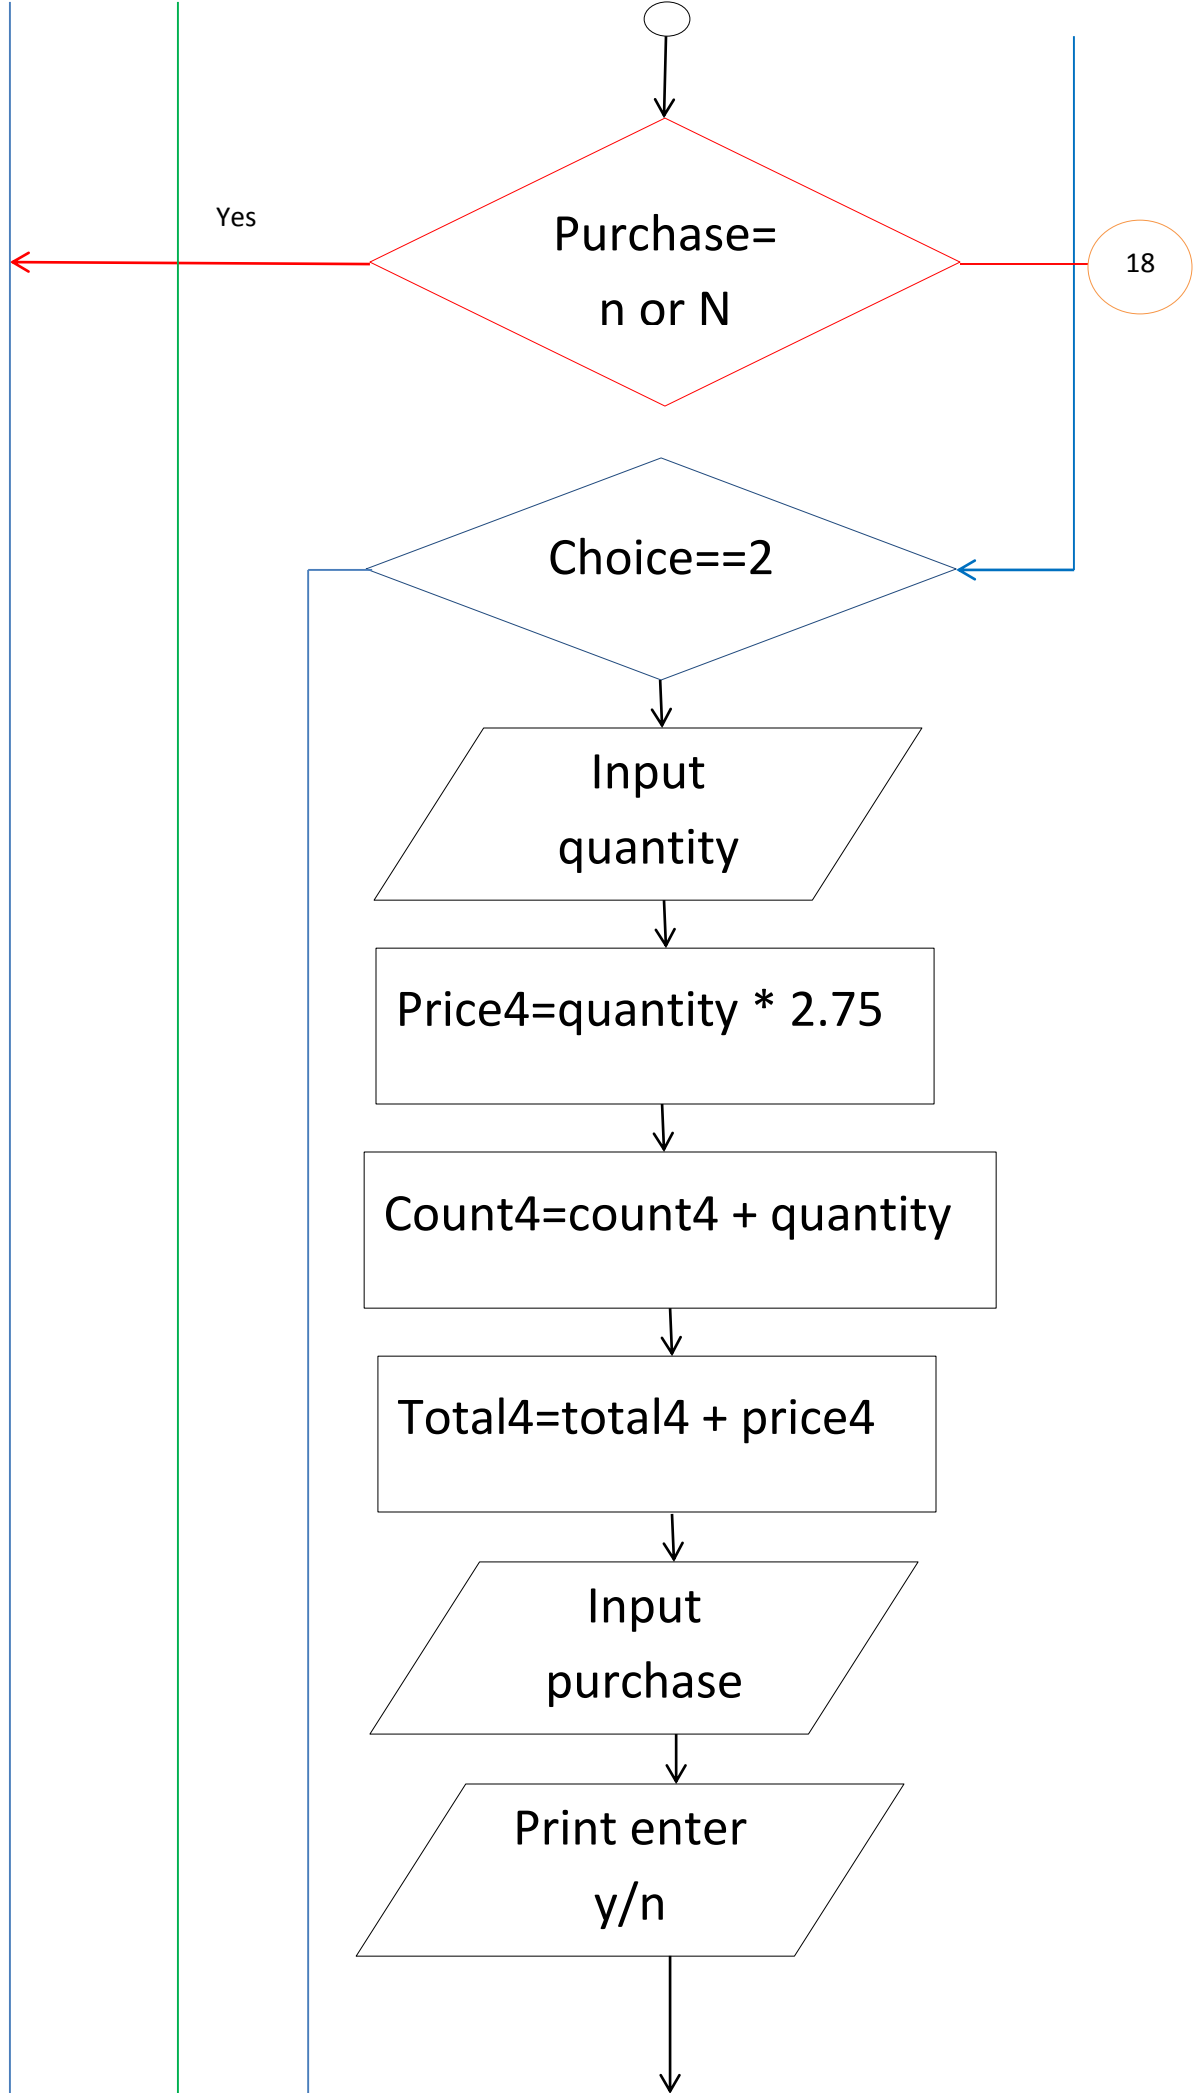 Yes
Purchase=
n or N
18
Choice==2
Input
quantity
Price4=quantity * 2.75
Count4=count4 + quantity
Total4=total4 + price4
Input
purchase
Print enter
y/n